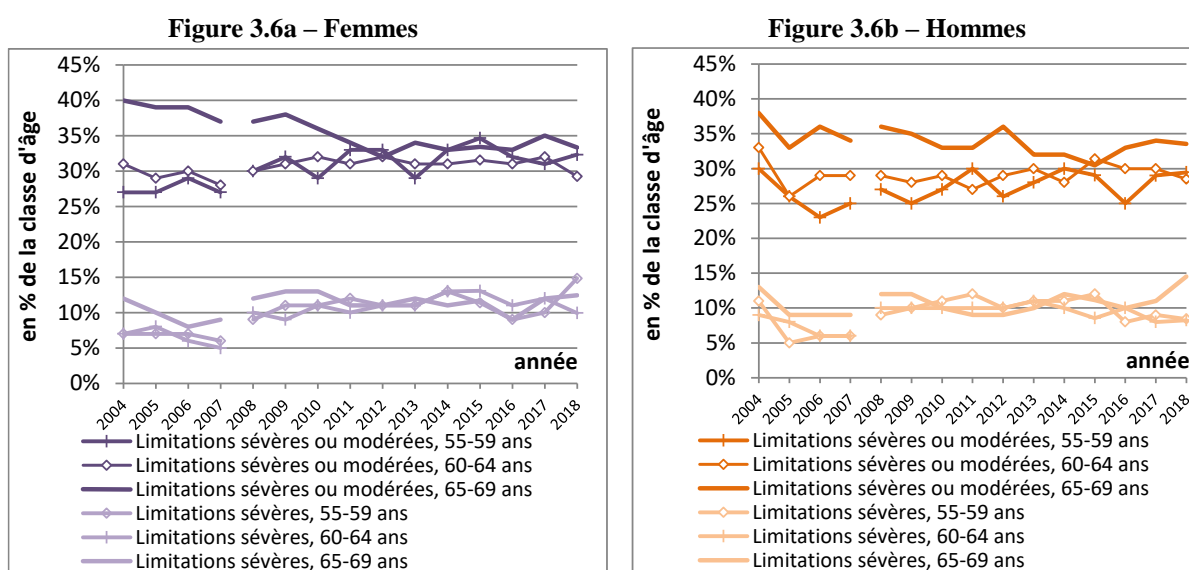 Figure 3.6a – Femmes
en % de la classe d'âge
45%
40%
35%
30%
25%
20%
15%
10%
5%
0%
année
2004 2005 2006 2007 2008 2009 2010 2011 2012 2013 2014 2015 2016 2017 2018
Limitations sévères ou modérées, 55-59 ans
Limitations sévères ou modérées, 60-64 ans
Limitations sévères ou modérées, 65-69 ans
Limitations sévères, 55-59 ans
Limitations sévères, 60-64 ans
Limitations sévères, 65-69 ans
Figure 3.6b – Hommes
en % de la classe d'âge
45%
40%
35%
30%
25%
20%
15%
10%
5%
0%
année
2004 2005 2006 2007 2008 2009 2010 2011 2012 2013 2014 2015 2016 2017 2018
Limitations sévères ou modérées, 55-59 ans
Limitations sévères ou modérées, 60-64 ans
Limitations sévères ou modérées, 65-69 ans
Limitations sévères, 55-59 ans
Limitations sévères, 60-64 ans
Limitations sévères, 65-69 ans